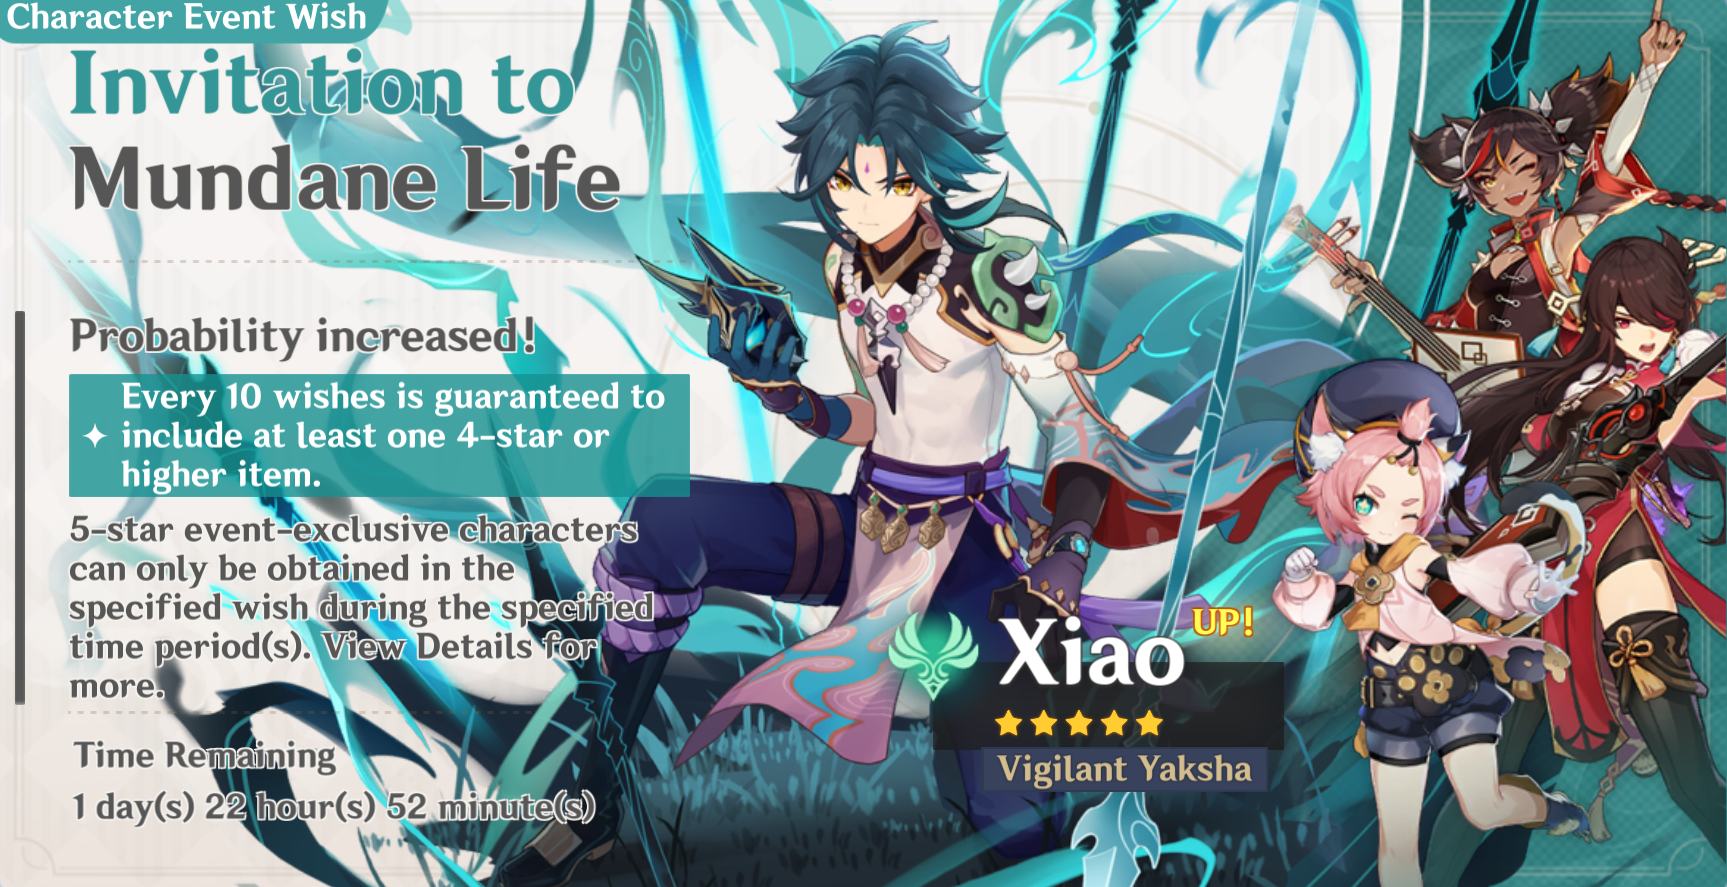 Character Event Wish
Invitation to
Mundane Life
Probability increased!
Every 10 wishes is guaranteed to
include at least one 4-star or
higher item.
5-star event-exclusive characters
can only be obtained in the
specified wish during the specified
time period(s). View Details for
more.
Time Remaining
1 day(s) 22 hour(s) 52 minute(s)
Xiao
UP!
Vigilant Yaksha